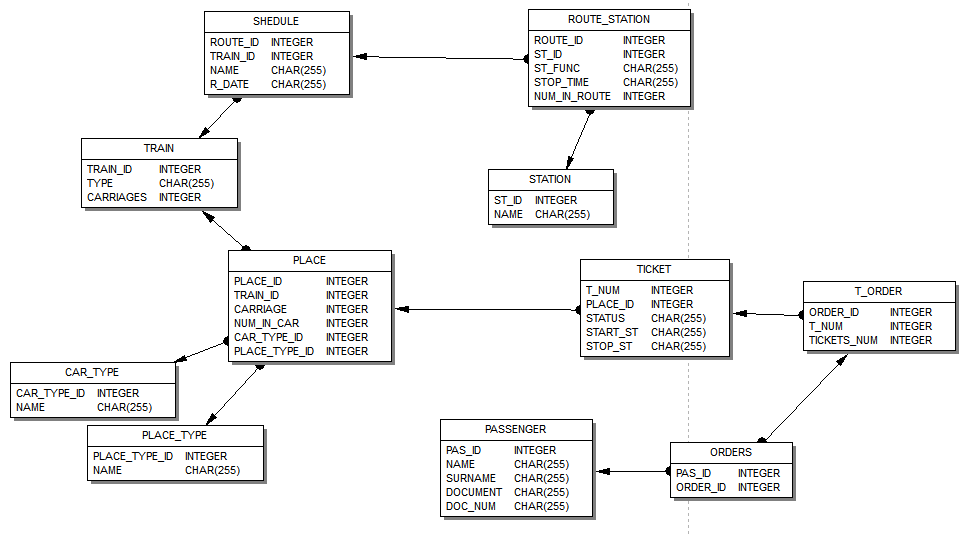 SHEDULE
ROUTE_ID INTEGER
TRAIN_ID INTEGER
NAME CHAR(255)
R_DATE CHAR(255)
ROUTE_STATION
ROUTE_ID INTEGER
ST_ID INTEGER
ST_FUNC CHAR(255)
STOP_TIME CHAR(255)
NUM_IN_ROUTE INTEGER
TRAIN
TRAIN_ID INTEGER
TYPE CHAR(255)
CARRIAGES INTEGER
STATION
ST_ID INTEGER
NAME CHAR(255)
PLACE
PLACE_ID INTEGER
TRAIN_ID INTEGER
CARRIAGE INTEGER
NUM_IN_CAR INTEGER
CAR_TYPE_ID INTEGER
PLACE_TYPE_ID INTEGER
TICKET
T_NUM INTEGER
PLACE_ID INTEGER
STATUS CHAR(255)
START_ST CHAR(255)
STOP_ST CHAR(255)
T_ORDER
ORDER_ID INTEGER
T_NUM INTEGER
TICKETS_NUM INTEGER
CAR_TYPE
CAR_TYPE_ID INTEGER
NAME CHAR(255)
PLACE_TYPE
PLACE_TYPE_ID INTEGER
NAME CHAR(255)
PASSENGER
PAS_ID INTEGER
NAME CHAR(255)
SURNAME CHAR(255)
DOCUMENT CHAR(255)
DOC_NUM CHAR(255)
ORDERS
PAS_ID INTEGER
ORDER_ID INTEGER